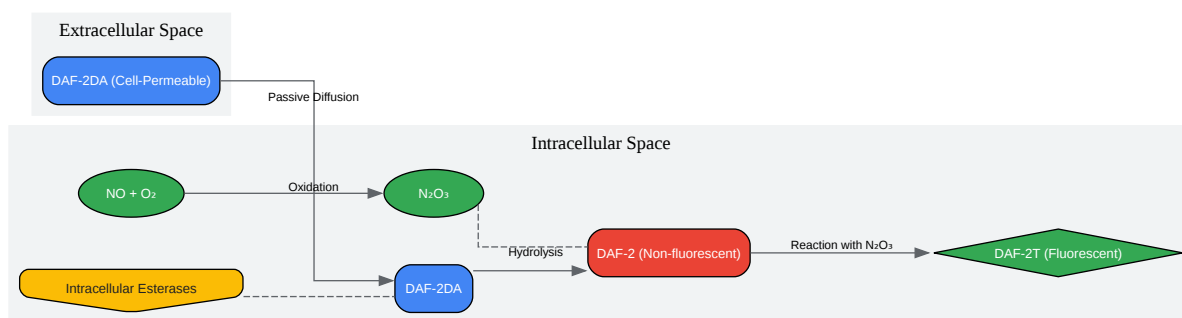 Extracellular Space
DAF-2DA (Cell-Permeable)
Passive Diffusion
Intracellular Space
NO + O₂
Oxidation
N₂O₃
Hydrolysis
DAF-2 (Non-fluorescent)
Reaction with N₂O₃
DAF-2T (Fluorescent)
Intracellular Esterases
DAF-2DA